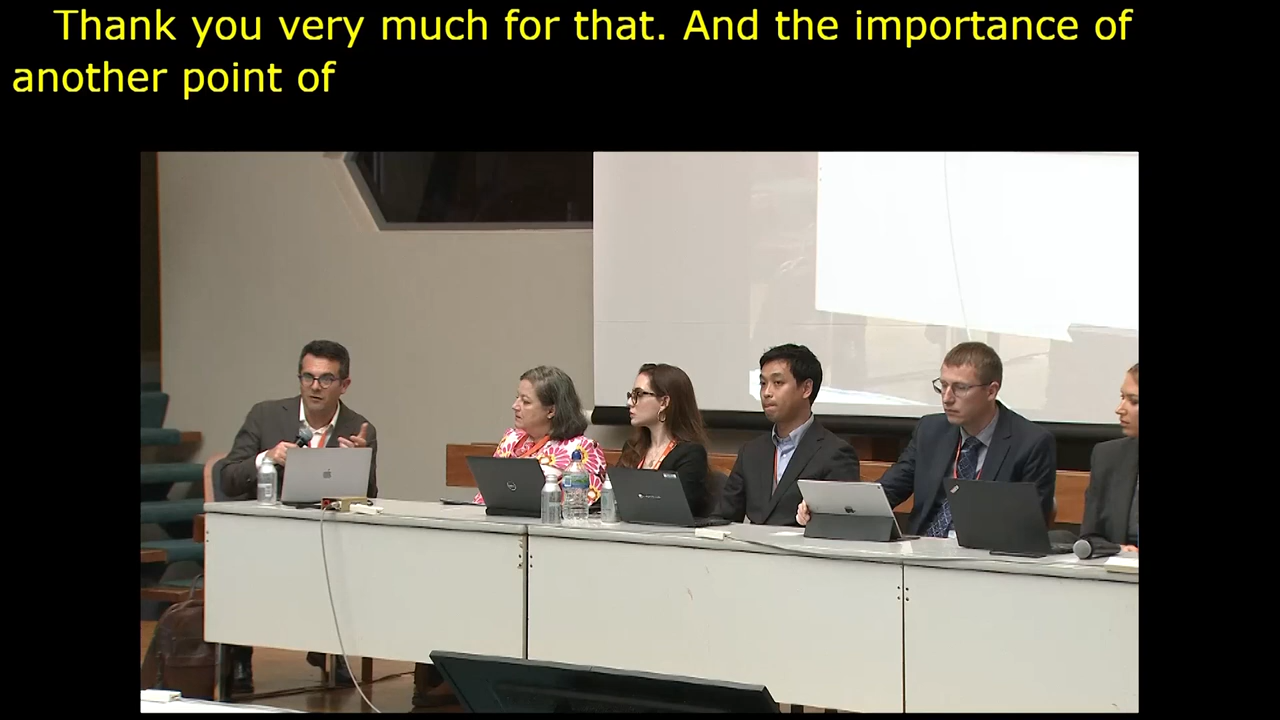 Thank you very much for that. And the importance of
another point of